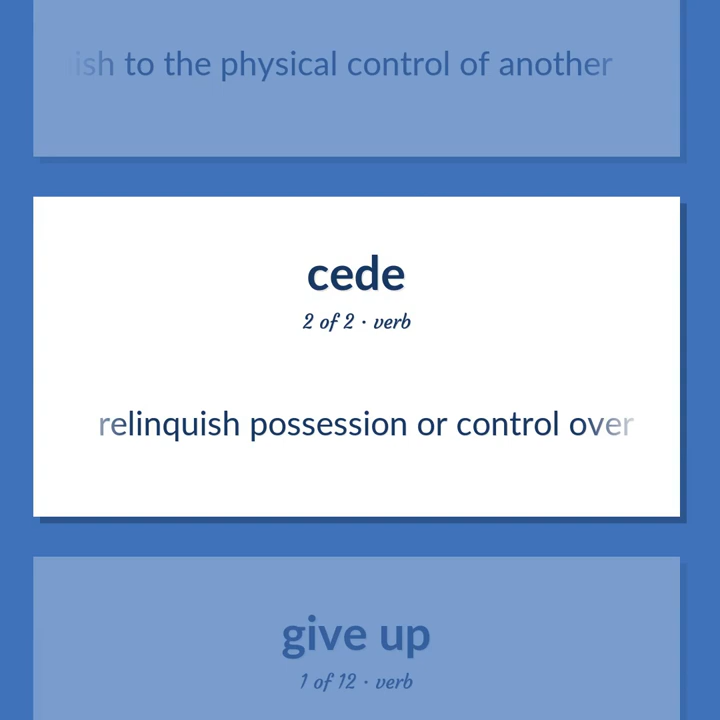 ish to the physical control of another
cede
2 of 2 · verb
relinquish possession or control over
give up
1 of 12 · verb